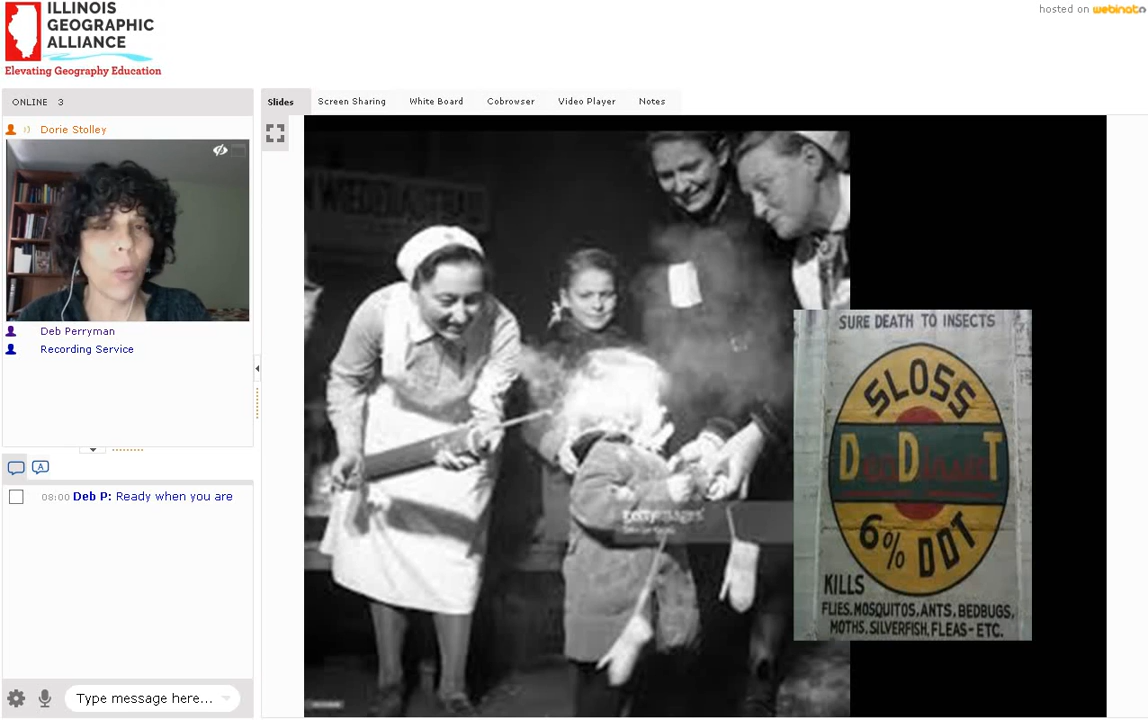 ILLINOIS
GEOGRAPHIC
ALLIANCE
Elevating Geography Education
hosted on webinato
ONLINE 3
Slides
Screen Sharing
White Board
Cobrowser
Video Player
Notes
Dorie Stolley
Deb Perryman
Recording Service
08:00 Deb P: Ready when you are
Type message here...
gettyimages
SURE DEATH TO INSECTS
SLOSS
D D T
6% DDT
KILLS
FLIES, MOSQUITOS, ANTS, BEDBUGS,
MOTHS, SILVERFISH, FLEAS - ETC.